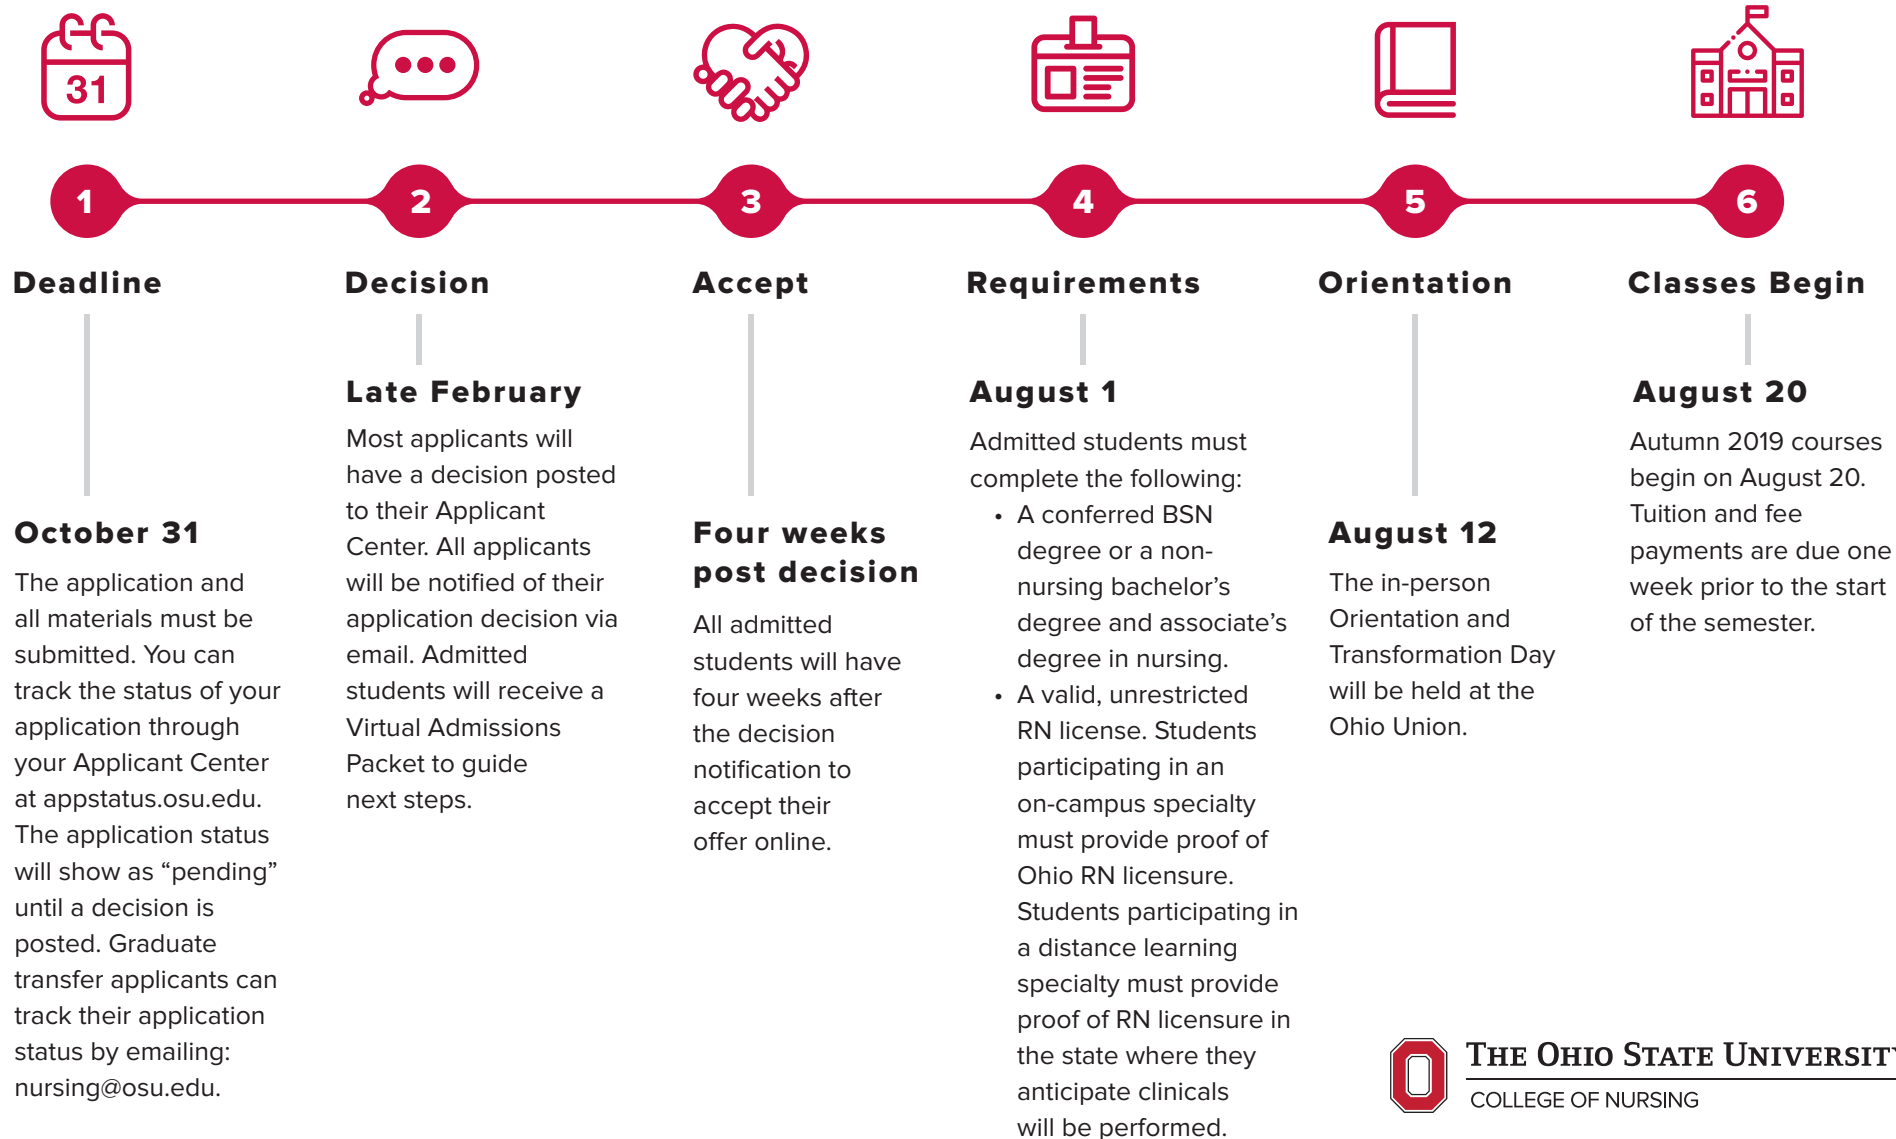 31
1
2
3
4
5
6
Deadline
October 31
The application and
all materials must be
submitted. You can
track the status of your
application through
your Applicant Center
at appstatus.osu.edu.
The application status
will show as “pending”
until a decision is
posted. Graduate
transfer applicants can
track their application
status by emailing:
nursing@osu.edu.
Decision
Late February
Most applicants will
have a decision posted
to their Applicant
Center. All applicants
will be notified of their
application decision via
email. Admitted
students will receive a
Virtual Admissions
Packet to guide
next steps.
Accept
Four weeks
post decision
All admitted
students will have
four weeks after
the decision
notification to
accept their
offer online.
Requirements
August 1
Admitted students must
complete the following:
• A conferred BSN
degree or a non-
nursing bachelor’s
degree and associate’s
degree in nursing.
• A valid, unrestricted
RN license. Students
participating in an
on-campus specialty
must provide proof of
Ohio RN licensure.
Students participating in
a distance learning
specialty must provide
proof of RN licensure in
the state where they
anticipate clinicals
will be performed.
Orientation
August 12
The in-person
Orientation and
Transformation Day
will be held at the
Ohio Union.
Classes Begin
August 20
Autumn 2019 courses
begin on August 20.
Tuition and fee
payments are due one
week prior to the start
of the semester.
THE OHIO STATE UNIVERSITY
COLLEGE OF NURSING